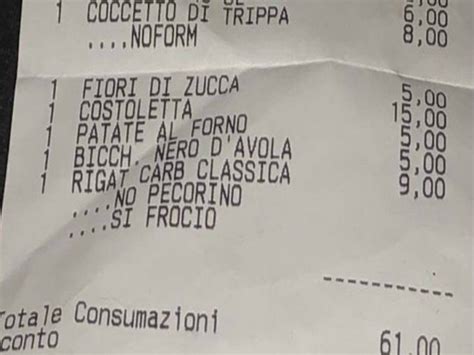 1 COCCETTO DI TRIPPA 6,00
....NOFORM 8,00
1 FIORI DI ZUCCA 5,00
1 COSTOLETTA 15,00
1 PATATE AL FORNO 5,00
1 BICCH. NERO D'AVOLA 5,00
1 RIGAT CARB CLASSICA 9,00
....NO PECORINO
....SI FROCIO
------------
otale Consumazioni
conto 61,00